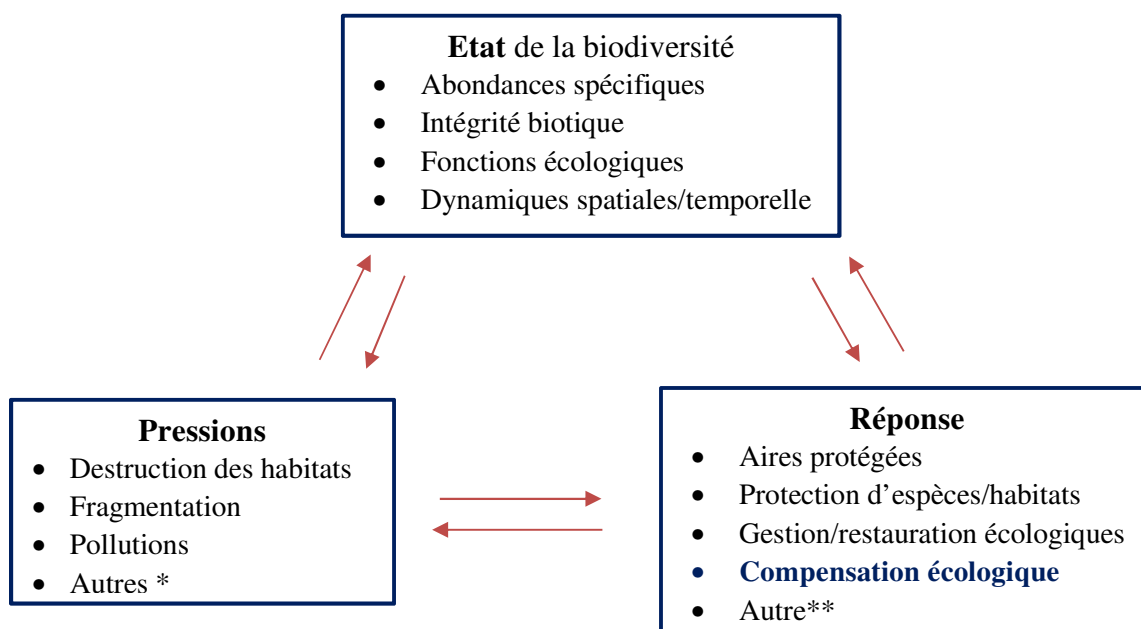 Etat de la biodiversité
• Abondances spécifiques
• Intégrité biotique
• Fonctions écologiques
• Dynamiques spatiales/temporelle
Pressions
• Destruction des habitats
• Fragmentation
• Pollutions
• Autres *
Réponse
• Aires protégées
• Protection d’espèces/habitats
• Gestion/restauration écologiques
• Compensation écologique
• Autre**